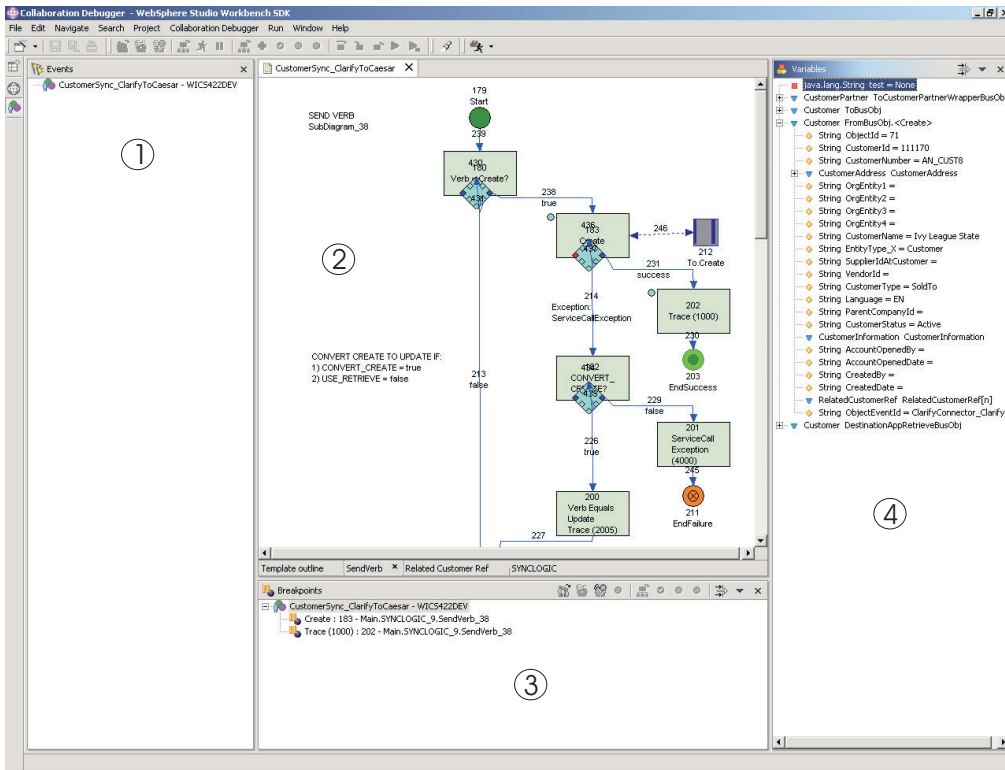 Collaboration Debugger - WebSphere Studio Workbench SDK
File Edit Navigate Search Project Collaboration Debugger Run Window Help
Events
CustomerSync_ClarifyToCaesar - WICS422DEV
1
CustomerSync_ClarifyToCaesar
SEND VERB
SubDiagram_38
179
Start
239
430
180
Verb = Create?
431
238
true
436
183
Create
437
246
212
To.Create
231
success
214
Exception:
ServiceCallException
202
Trace (1000)
230
203
EndSuccess
2
CONVERT CREATE TO UPDATE IF:
1) CONVERT_CREATE = true
2) USE_RETRIEVE = false
213
false
CONVERT_
CREATE?
229
false
226
true
201
ServiceCall
Exception
(4000)
245
211
EndFailure
200
Verb Equals
Update
Trace (2005)
227
Template outline SendVerb Related Customer Ref SYNCLOGIC
Breakpoints
CustomerSync_ClarifyToCaesar - WICS422DEV
Create : 183 - Main.SYNCLOGIC_9.SendVerb_38
Trace (1000) : 202 - Main.SYNCLOGIC_9.SendVerb_38
3
Variables
java.lang.String test = None
CustomerPartner ToCustomerPartnerWrapperBusOb
Customer ToBusObj
Customer FromBusObj.<Create>
String ObjectId = 71
String CustomerId = 111170
String CustomerNumber = AN_CUST8
CustomerAddress CustomerAddress
String OrgEntity1 =
String OrgEntity2 =
String OrgEntity3 =
String OrgEntity4 =
String CustomerName = Ivy League State
String EntityType_X = Customer
String SupplierIdAtCustomer =
String VendorId =
String CustomerType = SoldTo
String Language = EN
String ParentCompanyId =
String CustomerStatus = Active
CustomerInformation CustomerInformation
String AccountOpenedBy =
String AccountOpenedDate =
String CreatedBy =
String CreatedDate =
RelatedCustomerRef RelatedCustomerRef[n]
String ObjectEventId = ClarifyConnector_Clarify
Customer DestinationAppRetrieveBusObj
4